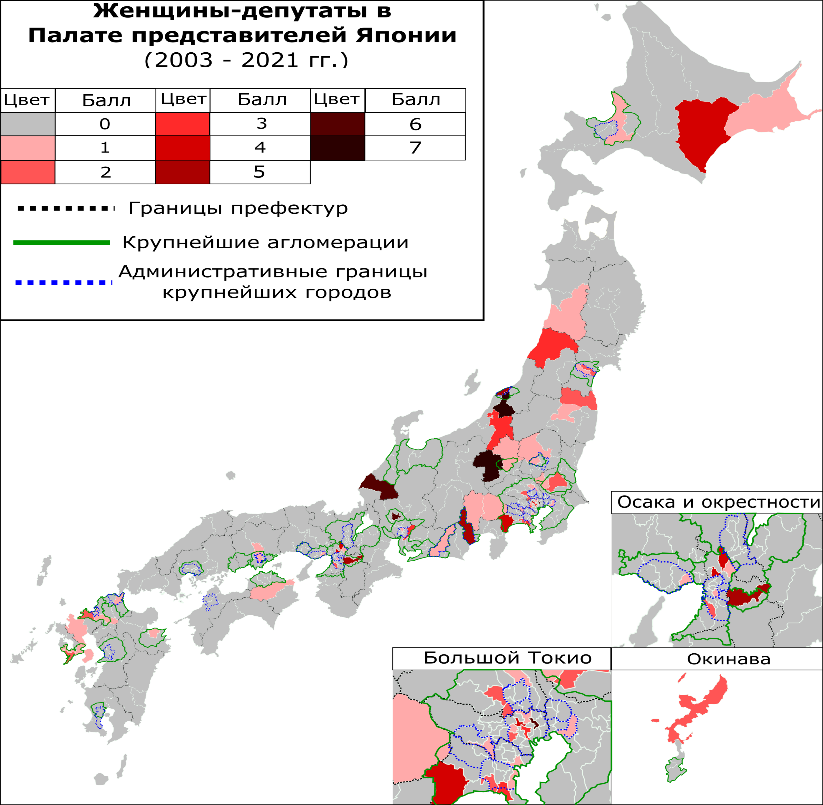 Женщины-депутаты в
Палате представителей Японии
(2003 - 2021 гг.)
Цвет Балл Цвет Балл Цвет Балл
0 3 6
1 4 7
2 5
Границы префектур
Крупнейшие агломерации
Административные границы
крупнейших городов
Осака и окрестности
Большой Токио
Окинава